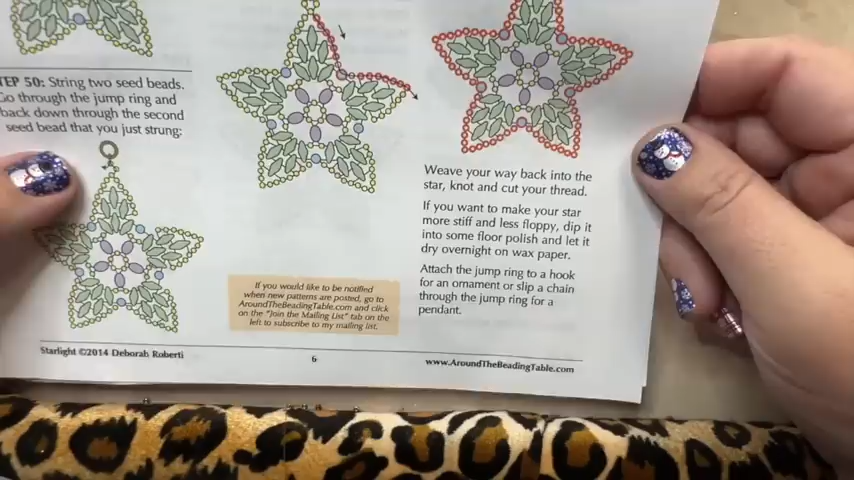 TEP 50: String two seed beads.
Go through the jump ring and
back down through the second
seed bead that you just strung:
If you would like to be notified
when new patterns are posted, go to
AroundTheBeadingTable.com and click
on the "Join the Mailing List" tab on the
left to subscribe to my mailing list.
Weave your way back into the
star, knot and cut your thread.
If you want to make your star
more stiff and less floppy, dip it
into some floor polish and let it
dry overnight on wax paper.
Attach the jump ring to a hook
for an ornament or slip a chain
through the jump ring for a
pendant.
Starlight ©2014 Deborah Roberti
6
www.AroundTheBeadingTable.com